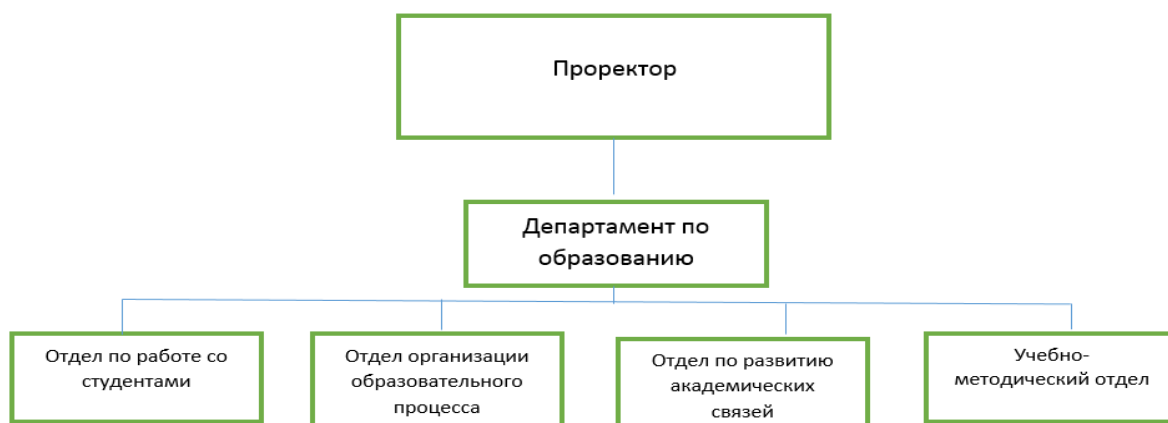 Проректор
Департамент по
образованию
Отдел по работе со
студентами
Отдел организации
образовательного
процесса
Отдел по развитию
академических
связей
Учебно-
методический отдел